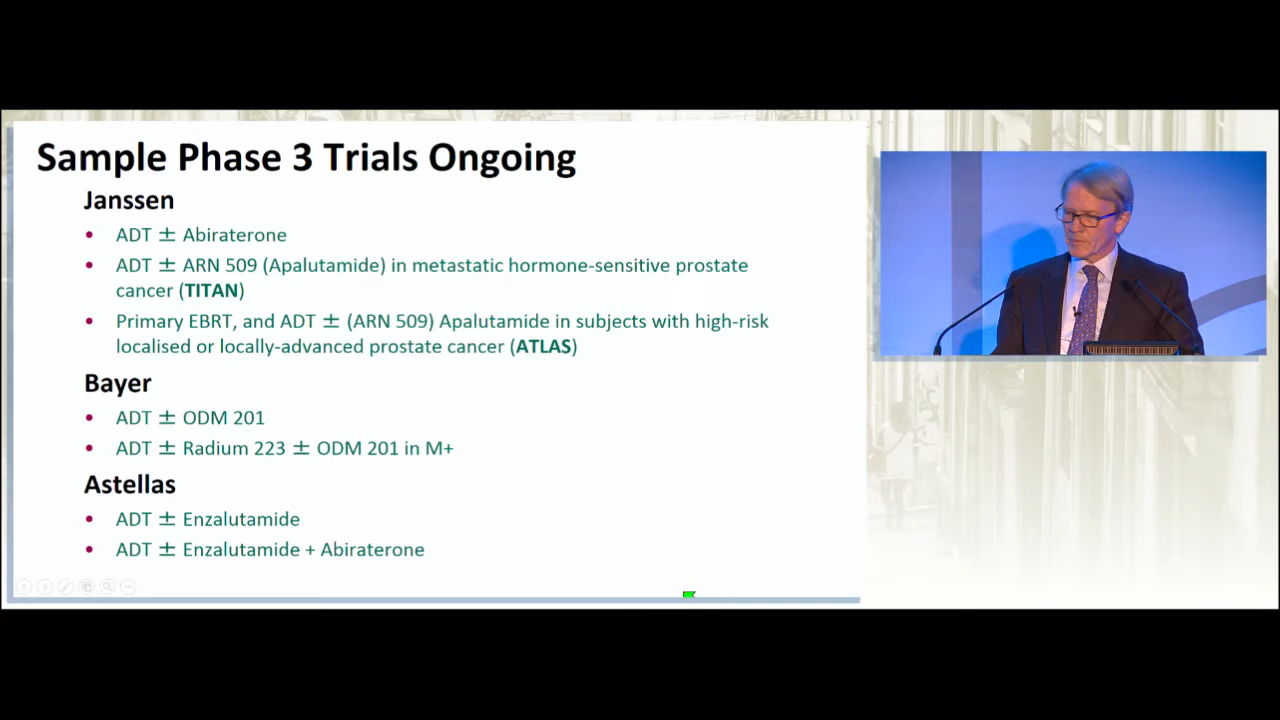 Sample Phase 3 Trials Ongoing
Janssen
• ADT ± Abiraterone
• ADT ± ARN 509 (Apalutamide) in metastatic hormone-sensitive prostate
cancer (TITAN)
• Primary EBRT, and ADT ± (ARN 509) Apalutamide in subjects with high-risk
localised or locally-advanced prostate cancer (ATLAS)
Bayer
• ADT ± ODM 201
• ADT ± Radium 223 ± ODM 201 in M+
Astellas
• ADT ± Enzalutamide
• ADT ± Enzalutamide + Abiraterone